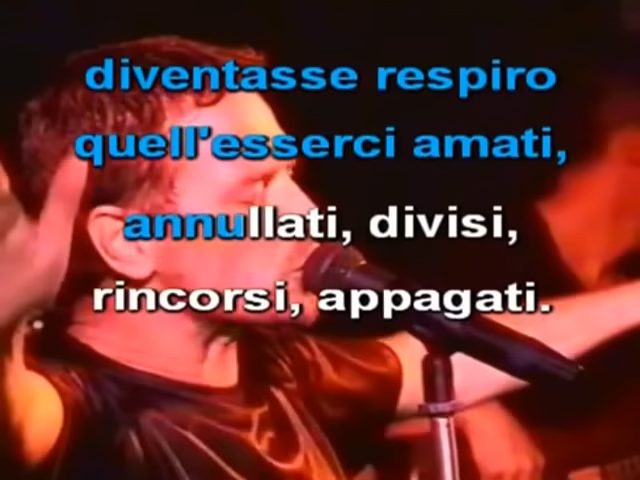 diventasse respiro
quell'esserci amati,
annullati, divisi,
rincorsi, appagati.